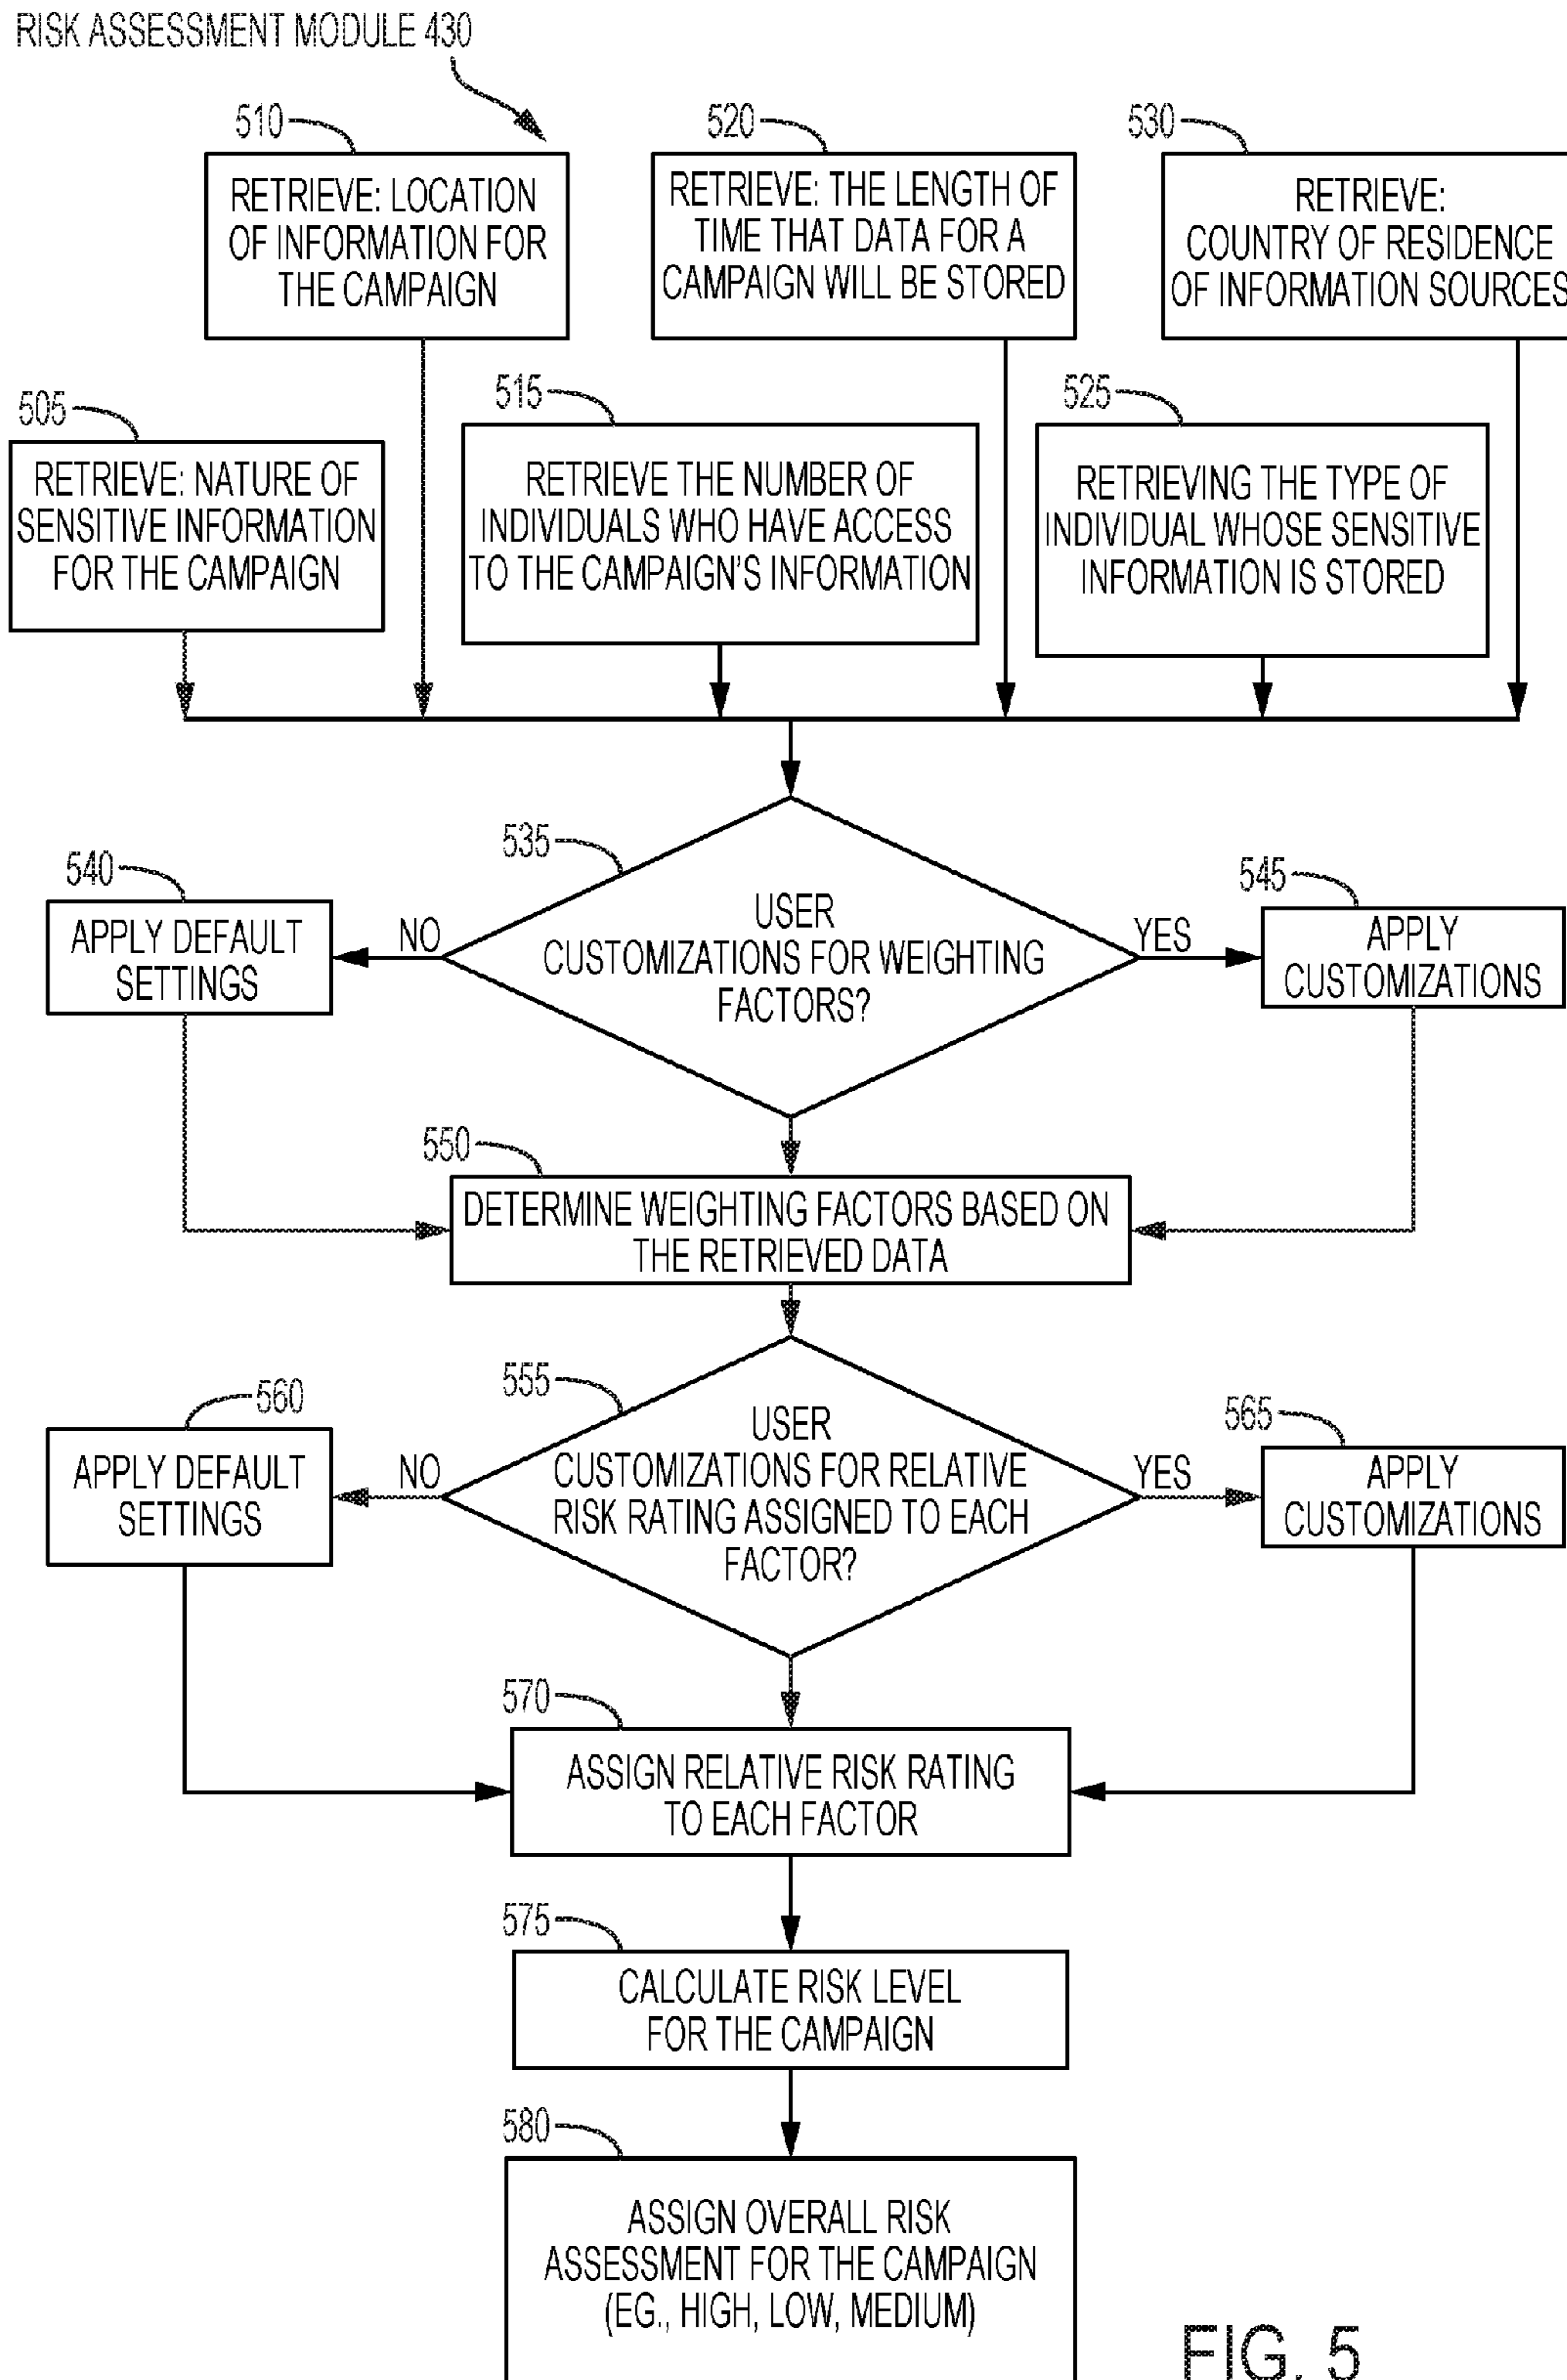 RISK ASSESSMENT MODULE 430
510
RETRIEVE: LOCATION
OF INFORMATION FOR
THE CAMPAIGN
520
RETRIEVE: THE LENGTH OF
TIME THAT DATA FOR A
CAMPAIGN WILL BE STORED
530
RETRIEVE:
COUNTRY OF RESIDENCE
OF INFORMATION SOURCES
505
RETRIEVE: NATURE OF
SENSITIVE INFORMATION
FOR THE CAMPAIGN
515
RETRIEVE THE NUMBER OF
INDIVIDUALS WHO HAVE ACCESS
TO THE CAMPAIGN'S INFORMATION
525
RETRIEVING THE TYPE OF
INDIVIDUAL WHOSE SENSITIVE
INFORMATION IS STORED
535
USER
CUSTOMIZATIONS FOR WEIGHTING
FACTORS?
540
NO
APPLY DEFAULT
SETTINGS
545
YES
APPLY
CUSTOMIZATIONS
550
DETERMINE WEIGHTING FACTORS BASED ON
THE RETRIEVED DATA
555
USER
CUSTOMIZATIONS FOR RELATIVE
RISK RATING ASSIGNED TO EACH
FACTOR?
560
NO
APPLY DEFAULT
SETTINGS
565
YES
APPLY
CUSTOMIZATIONS
570
ASSIGN RELATIVE RISK RATING
TO EACH FACTOR
575
CALCULATE RISK LEVEL
FOR THE CAMPAIGN
580
ASSIGN OVERALL RISK
ASSESSMENT FOR THE CAMPAIGN
(EG., HIGH, LOW, MEDIUM)
FIG. 5